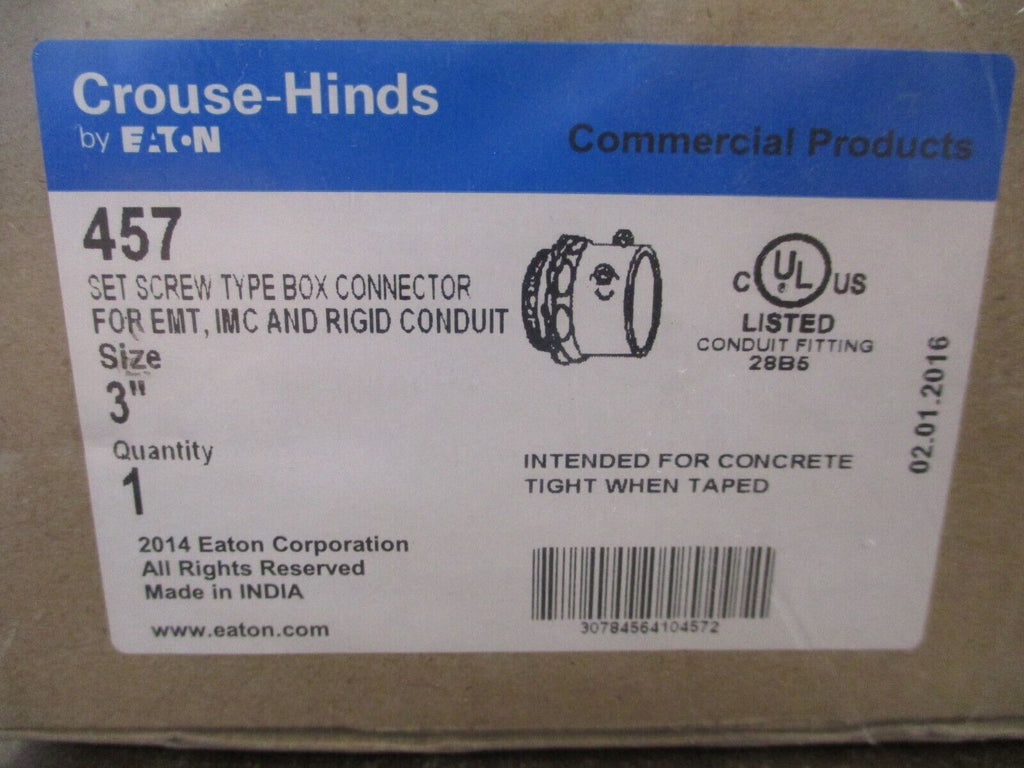 Crouse-Hinds
by EATON
Commercial Products
457
SET SCREW TYPE BOX CONNECTOR
FOR EMT, IMC AND RIGID CONDUIT
Size
3"
Quantity
1
2014 Eaton Corporation
All Rights Reserved
Made in INDIA
www.eaton.com
C UL US
LISTED
CONDUIT FITTING
28B6
INTENDED FOR CONCRETE
TIGHT WHEN TAPED
30784564104572
02.01.2016